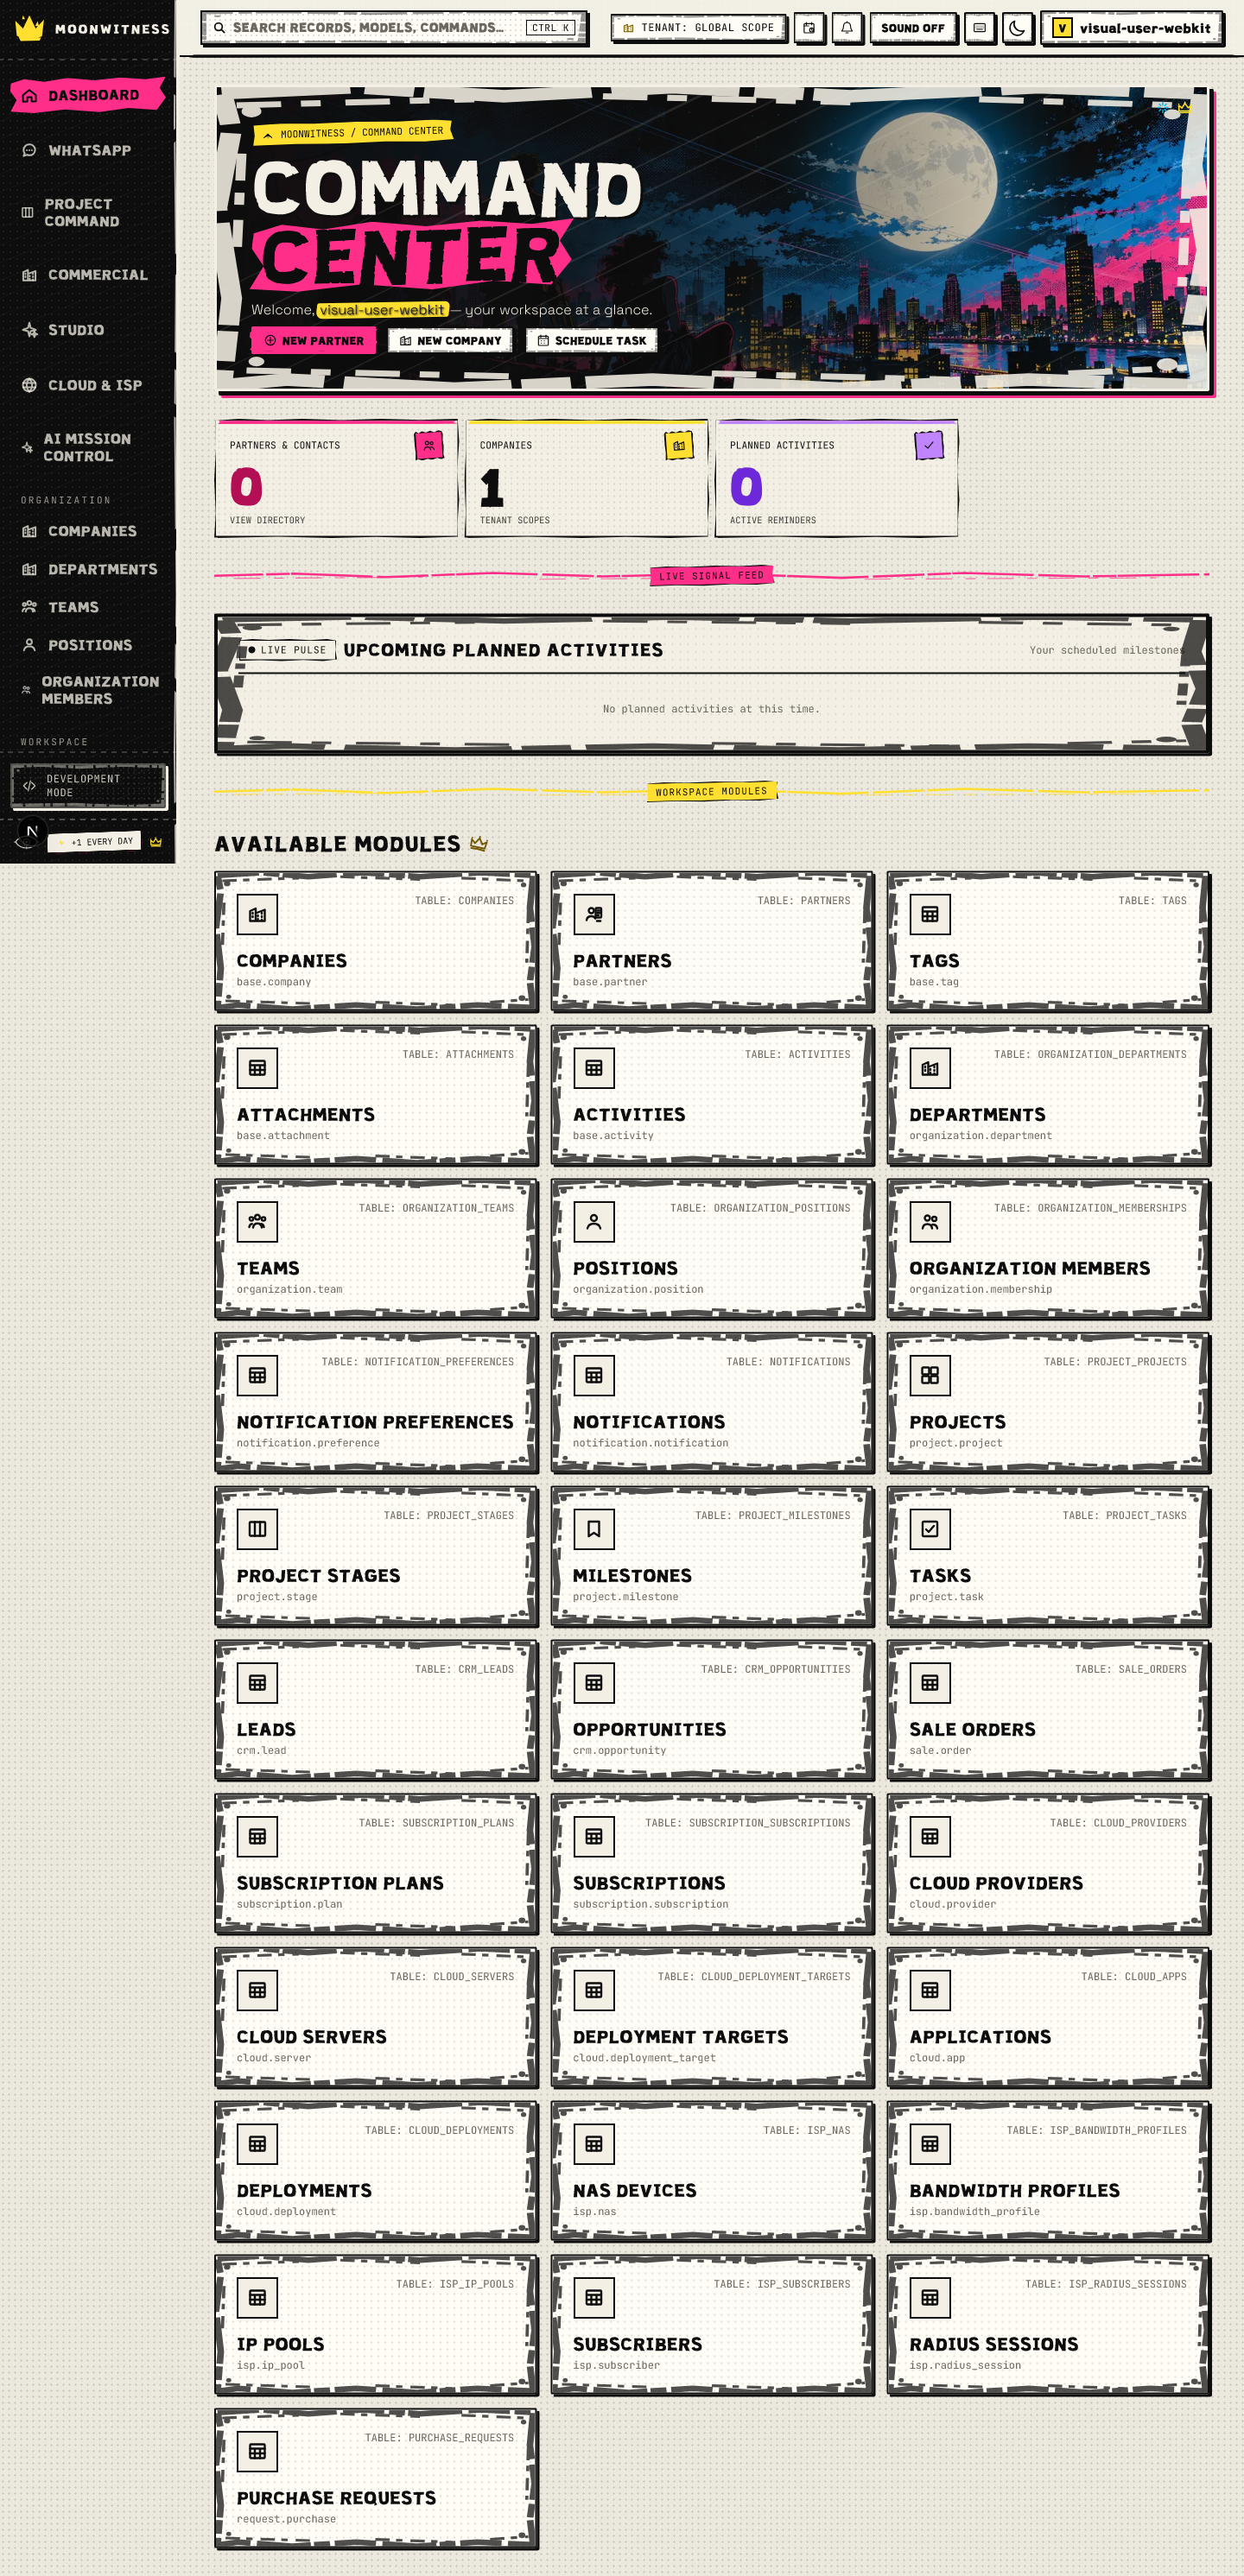 MOONWITNESS
DASHBOARD
WHATSAPP
PROJECT
COMMAND
COMMERCIAL
STUDIO
CLOUD & ISP
AI MISSION
CONTROL
ORGANIZATION
COMPANIES
DEPARTMENTS
TEAMS
POSITIONS
ORGANIZATION
MEMBERS
WORKSPACE
DEVELOPMENT
MODE
N
+1 EVERY DAY
SEARCH RECORDS, MODELS, COMMANDS…
CTRL K
TENANT: GLOBAL SCOPE
SOUND OFF
V
visual-user-webkit
MOONWITNESS / COMMAND CENTER
COMMAND
CENTER
Welcome, visual-user-webkit — your workspace at a glance.
NEW PARTNER
NEW COMPANY
SCHEDULE TASK
PARTNERS & CONTACTS
0
VIEW DIRECTORY
COMPANIES
1
TENANT SCOPES
PLANNED ACTIVITIES
0
ACTIVE REMINDERS
LIVE SIGNAL FEED
LIVE PULSE
UPCOMING PLANNED ACTIVITIES
Your scheduled milestones
No planned activities at this time.
WORKSPACE MODULES
AVAILABLE MODULES
TABLE: COMPANIES
COMPANIES
base.company
TABLE: PARTNERS
PARTNERS
base.partner
TABLE: TAGS
TAGS
base.tag
TABLE: ATTACHMENTS
ATTACHMENTS
base.attachment
TABLE: ACTIVITIES
ACTIVITIES
base.activity
TABLE: ORGANIZATION_DEPARTMENTS
DEPARTMENTS
organization.department
TABLE: ORGANIZATION_TEAMS
TEAMS
organization.team
TABLE: ORGANIZATION_POSITIONS
POSITIONS
organization.position
TABLE: ORGANIZATION_MEMBERSHIPS
ORGANIZATION MEMBERS
organization.membership
TABLE: NOTIFICATION_PREFERENCES
NOTIFICATION PREFERENCES
notification.preference
TABLE: NOTIFICATIONS
NOTIFICATIONS
notification.notification
TABLE: PROJECT_PROJECTS
PROJECTS
project.project
TABLE: PROJECT_STAGES
PROJECT STAGES
project.stage
TABLE: PROJECT_MILESTONES
MILESTONES
project.milestone
TABLE: PROJECT_TASKS
TASKS
project.task
TABLE: CRM_LEADS
LEADS
crm.lead
TABLE: CRM_OPPORTUNITIES
OPPORTUNITIES
crm.opportunity
TABLE: SALE_ORDERS
SALE ORDERS
sale.order
TABLE: SUBSCRIPTION_PLANS
SUBSCRIPTION PLANS
subscription.plan
TABLE: SUBSCRIPTION_SUBSCRIPTIONS
SUBSCRIPTIONS
subscription.subscription
TABLE: CLOUD_PROVIDERS
CLOUD PROVIDERS
cloud.provider
TABLE: CLOUD_SERVERS
CLOUD SERVERS
cloud.server
TABLE: CLOUD_DEPLOYMENT_TARGETS
DEPLOYMENT TARGETS
cloud.deployment_target
TABLE: CLOUD_APPS
APPLICATIONS
cloud.app
TABLE: CLOUD_DEPLOYMENTS
DEPLOYMENTS
cloud.deployment
TABLE: ISP_NAS
NAS DEVICES
isp.nas
TABLE: ISP_BANDWIDTH_PROFILES
BANDWIDTH PROFILES
isp.bandwidth_profile
TABLE: ISP_IP_POOLS
IP POOLS
isp.ip_pool
TABLE: ISP_SUBSCRIBERS
SUBSCRIBERS
isp.subscriber
TABLE: ISP_RADIUS_SESSIONS
RADIUS SESSIONS
isp.radius_session
TABLE: PURCHASE_REQUESTS
PURCHASE REQUESTS
request.purchase